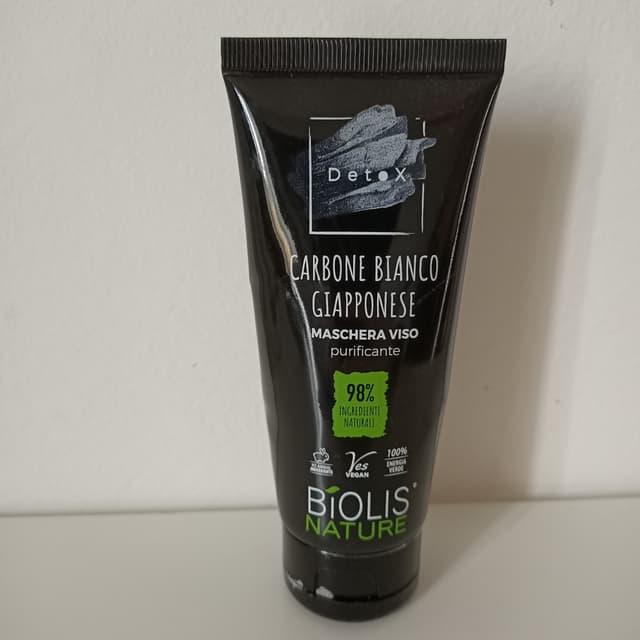 Detox
CARBONE BIANCO
GIAPPONESE
MASCHERA VISO
purificante
98%
INGREDIENTI
NATURALI
Yes
VEGAN
100%
ENERGIA
VERDE
BiOLiS
NATURE